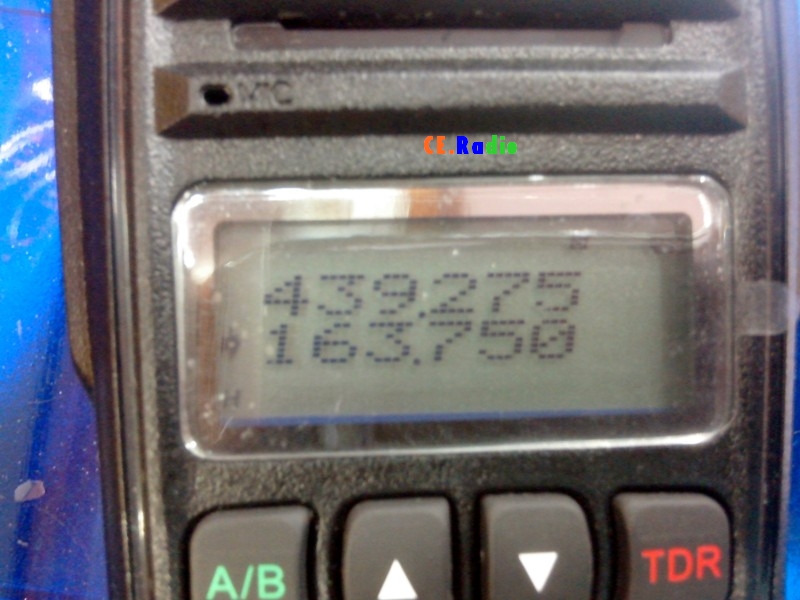 MIC
CE.Radio
439.275
163.750
A/B
▲
▼
TDR